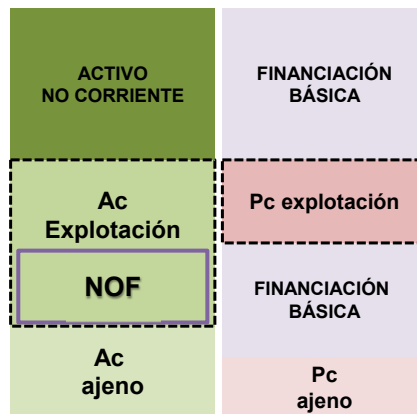 ACTIVO
NO CORRIENTE
FINANCIACIÓN
BÁSICA
Ac
Explotación
Pc explotación
NOF
FINANCIACIÓN
BÁSICA
Ac
ajeno
Pc
ajeno